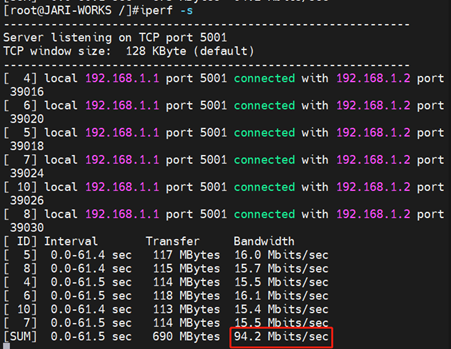 [root@JARI-WORKS /]#iperf -s
------------------------------------------------------------
Server listening on TCP port 5001
TCP window size:  128 KByte (default)
------------------------------------------------------------
[  4] local 192.168.1.1 port 5001 connected with 192.168.1.2 port
39016
[  6] local 192.168.1.1 port 5001 connected with 192.168.1.2 port
39020
[  5] local 192.168.1.1 port 5001 connected with 192.168.1.2 port
39018
[  7] local 192.168.1.1 port 5001 connected with 192.168.1.2 port
39024
[ 10] local 192.168.1.1 port 5001 connected with 192.168.1.2 port
39026
[  8] local 192.168.1.1 port 5001 connected with 192.168.1.2 port
39030
[ ID] Interval       Transfer     Bandwidth
[  5]  0.0-61.4 sec   117 MBytes  16.0 Mbits/sec
[  8]  0.0-61.4 sec   115 MBytes  15.7 Mbits/sec
[  4]  0.0-61.5 sec   114 MBytes  15.5 Mbits/sec
[  6]  0.0-61.5 sec   118 MBytes  16.1 Mbits/sec
[ 10]  0.0-61.5 sec   113 MBytes  15.4 Mbits/sec
[  7]  0.0-61.5 sec   114 MBytes  15.5 Mbits/sec
[SUM]  0.0-61.5 sec   690 MBytes  94.2 Mbits/sec